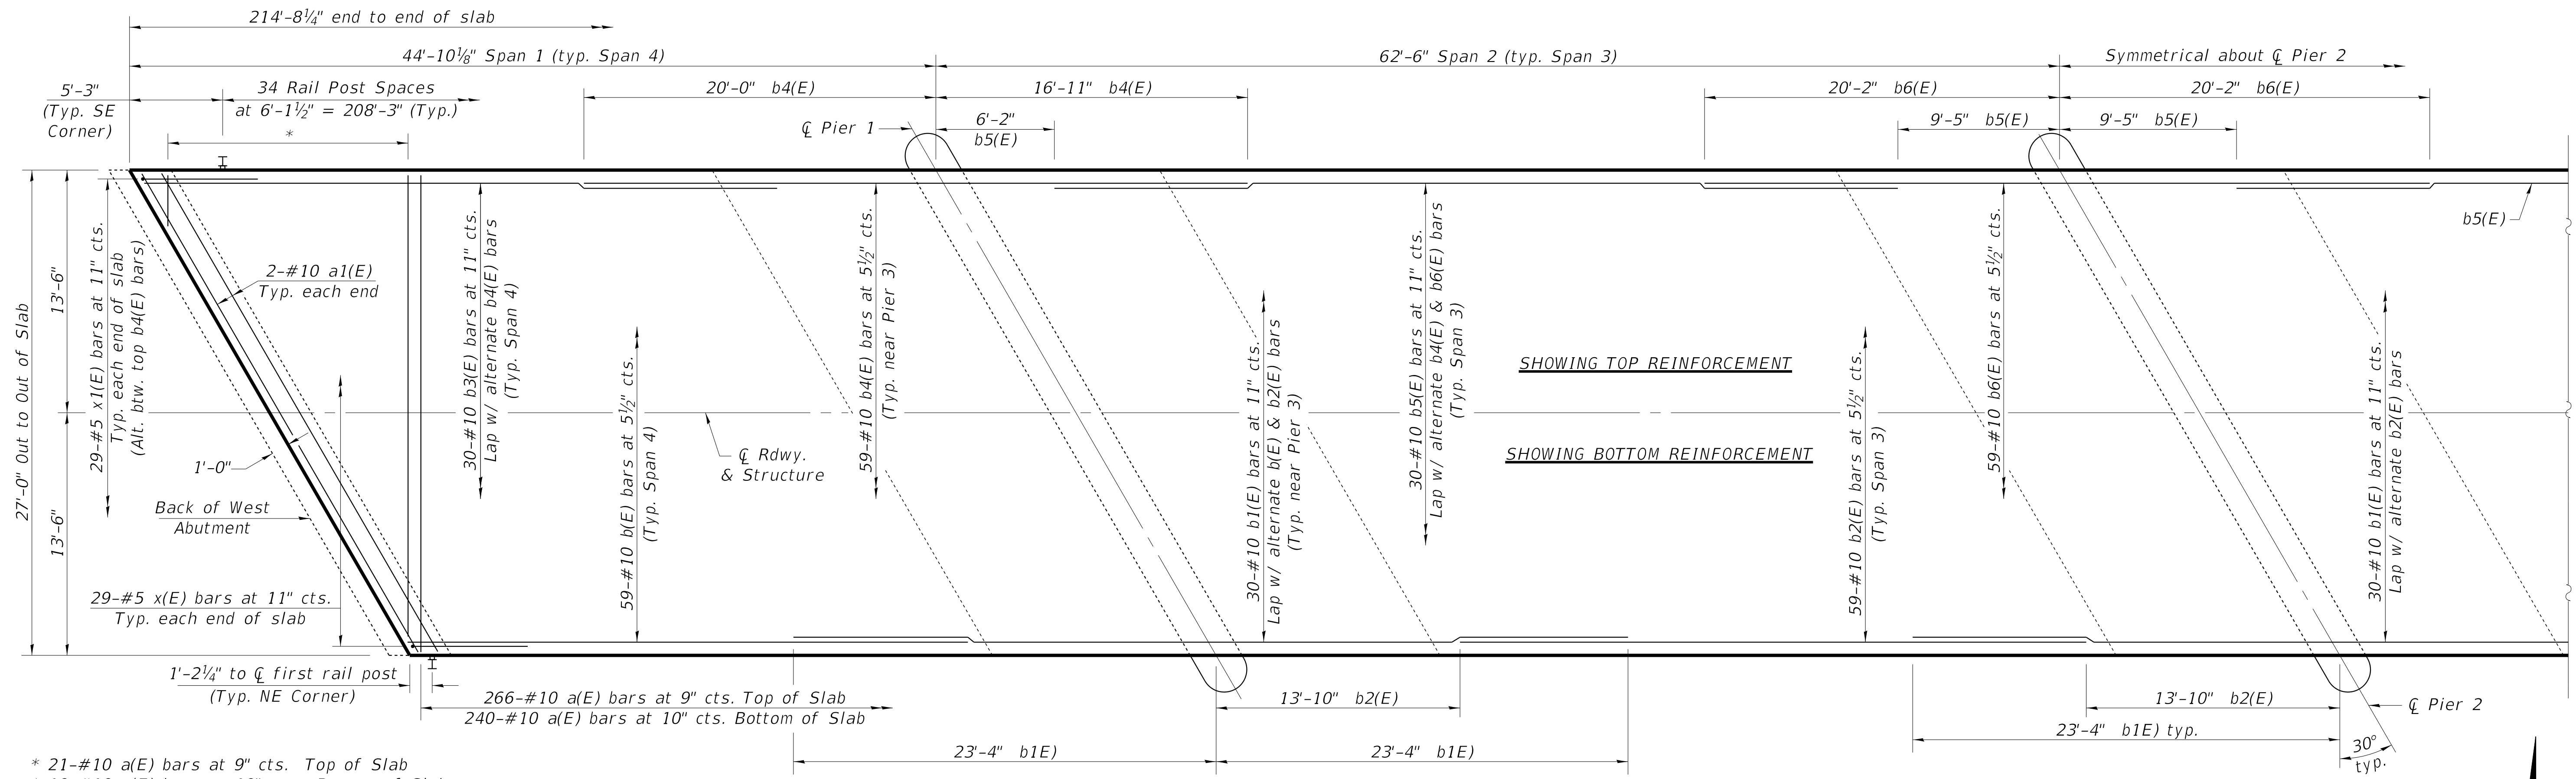 214'-8¼" end to end of slab
44'-10⅛" Span 1 (typ. Span 4)
62'-6" Span 2 (typ. Span 3)
Symmetrical about ℄ Pier 2
5'-3"
(Typ. SE
Corner)
34 Rail Post Spaces
at 6'-1½" = 208'-3" (Typ.)
*
20'-0" b4(E)
16'-11" b4(E)
20'-2" b6(E)
20'-2" b6(E)
℄ Pier 1
6'-2"
b5(E)
9'-5" b5(E)
9'-5" b5(E)
27'-0" Out to Out of Slab
13'-6"
13'-6"
29-#5 x1(E) bars at 11" cts.
Typ. each end of slab
(Alt. btw. top b4(E) bars)
2-#10 a1(E)
Typ. each end
30-#10 b3(E) bars at 11" cts.
Lap w/ alternate b4(E) bars
(Typ. Span 4)
59-#10 b(E) bars at 5½" cts.
(Typ. Span 4)
59-#10 b4(E) bars at 5½" cts.
(Typ. near Pier 3)
30-#10 b1(E) bars at 11" cts.
Lap w/ alternate b(E) & b2(E) bars
(Typ. near Pier 3)
30-#10 b5(E) bars at 11" cts.
Lap w/ alternate b4(E) & b6(E) bars
(Typ. Span 3)
SHOWING TOP REINFORCEMENT
SHOWING BOTTOM REINFORCEMENT
59-#10 b2(E) bars at 5½" cts.
(Typ. Span 3)
59-#10 b6(E) bars at 5½" cts.
30-#10 b1(E) bars at 11" cts.
Lap w/ alternate b2(E) bars
b5(E)
℄ Rdwy.
& Structure
1'-0"
Back of West
Abutment
29-#5 x(E) bars at 11" cts.
Typ. each end of slab
1'-2¼" to ℄ first rail post
(Typ. NE Corner)
266-#10 a(E) bars at 9" cts. Top of Slab
240-#10 a(E) bars at 10" cts. Bottom of Slab
13'-10" b2(E)
13'-10" b2(E)
℄ Pier 2
23'-4" b1E)
23'-4" b1E)
23'-4" b1E) typ.
30°
typ.
* 21-#10 a(E) bars at 9" cts. Top of Slab